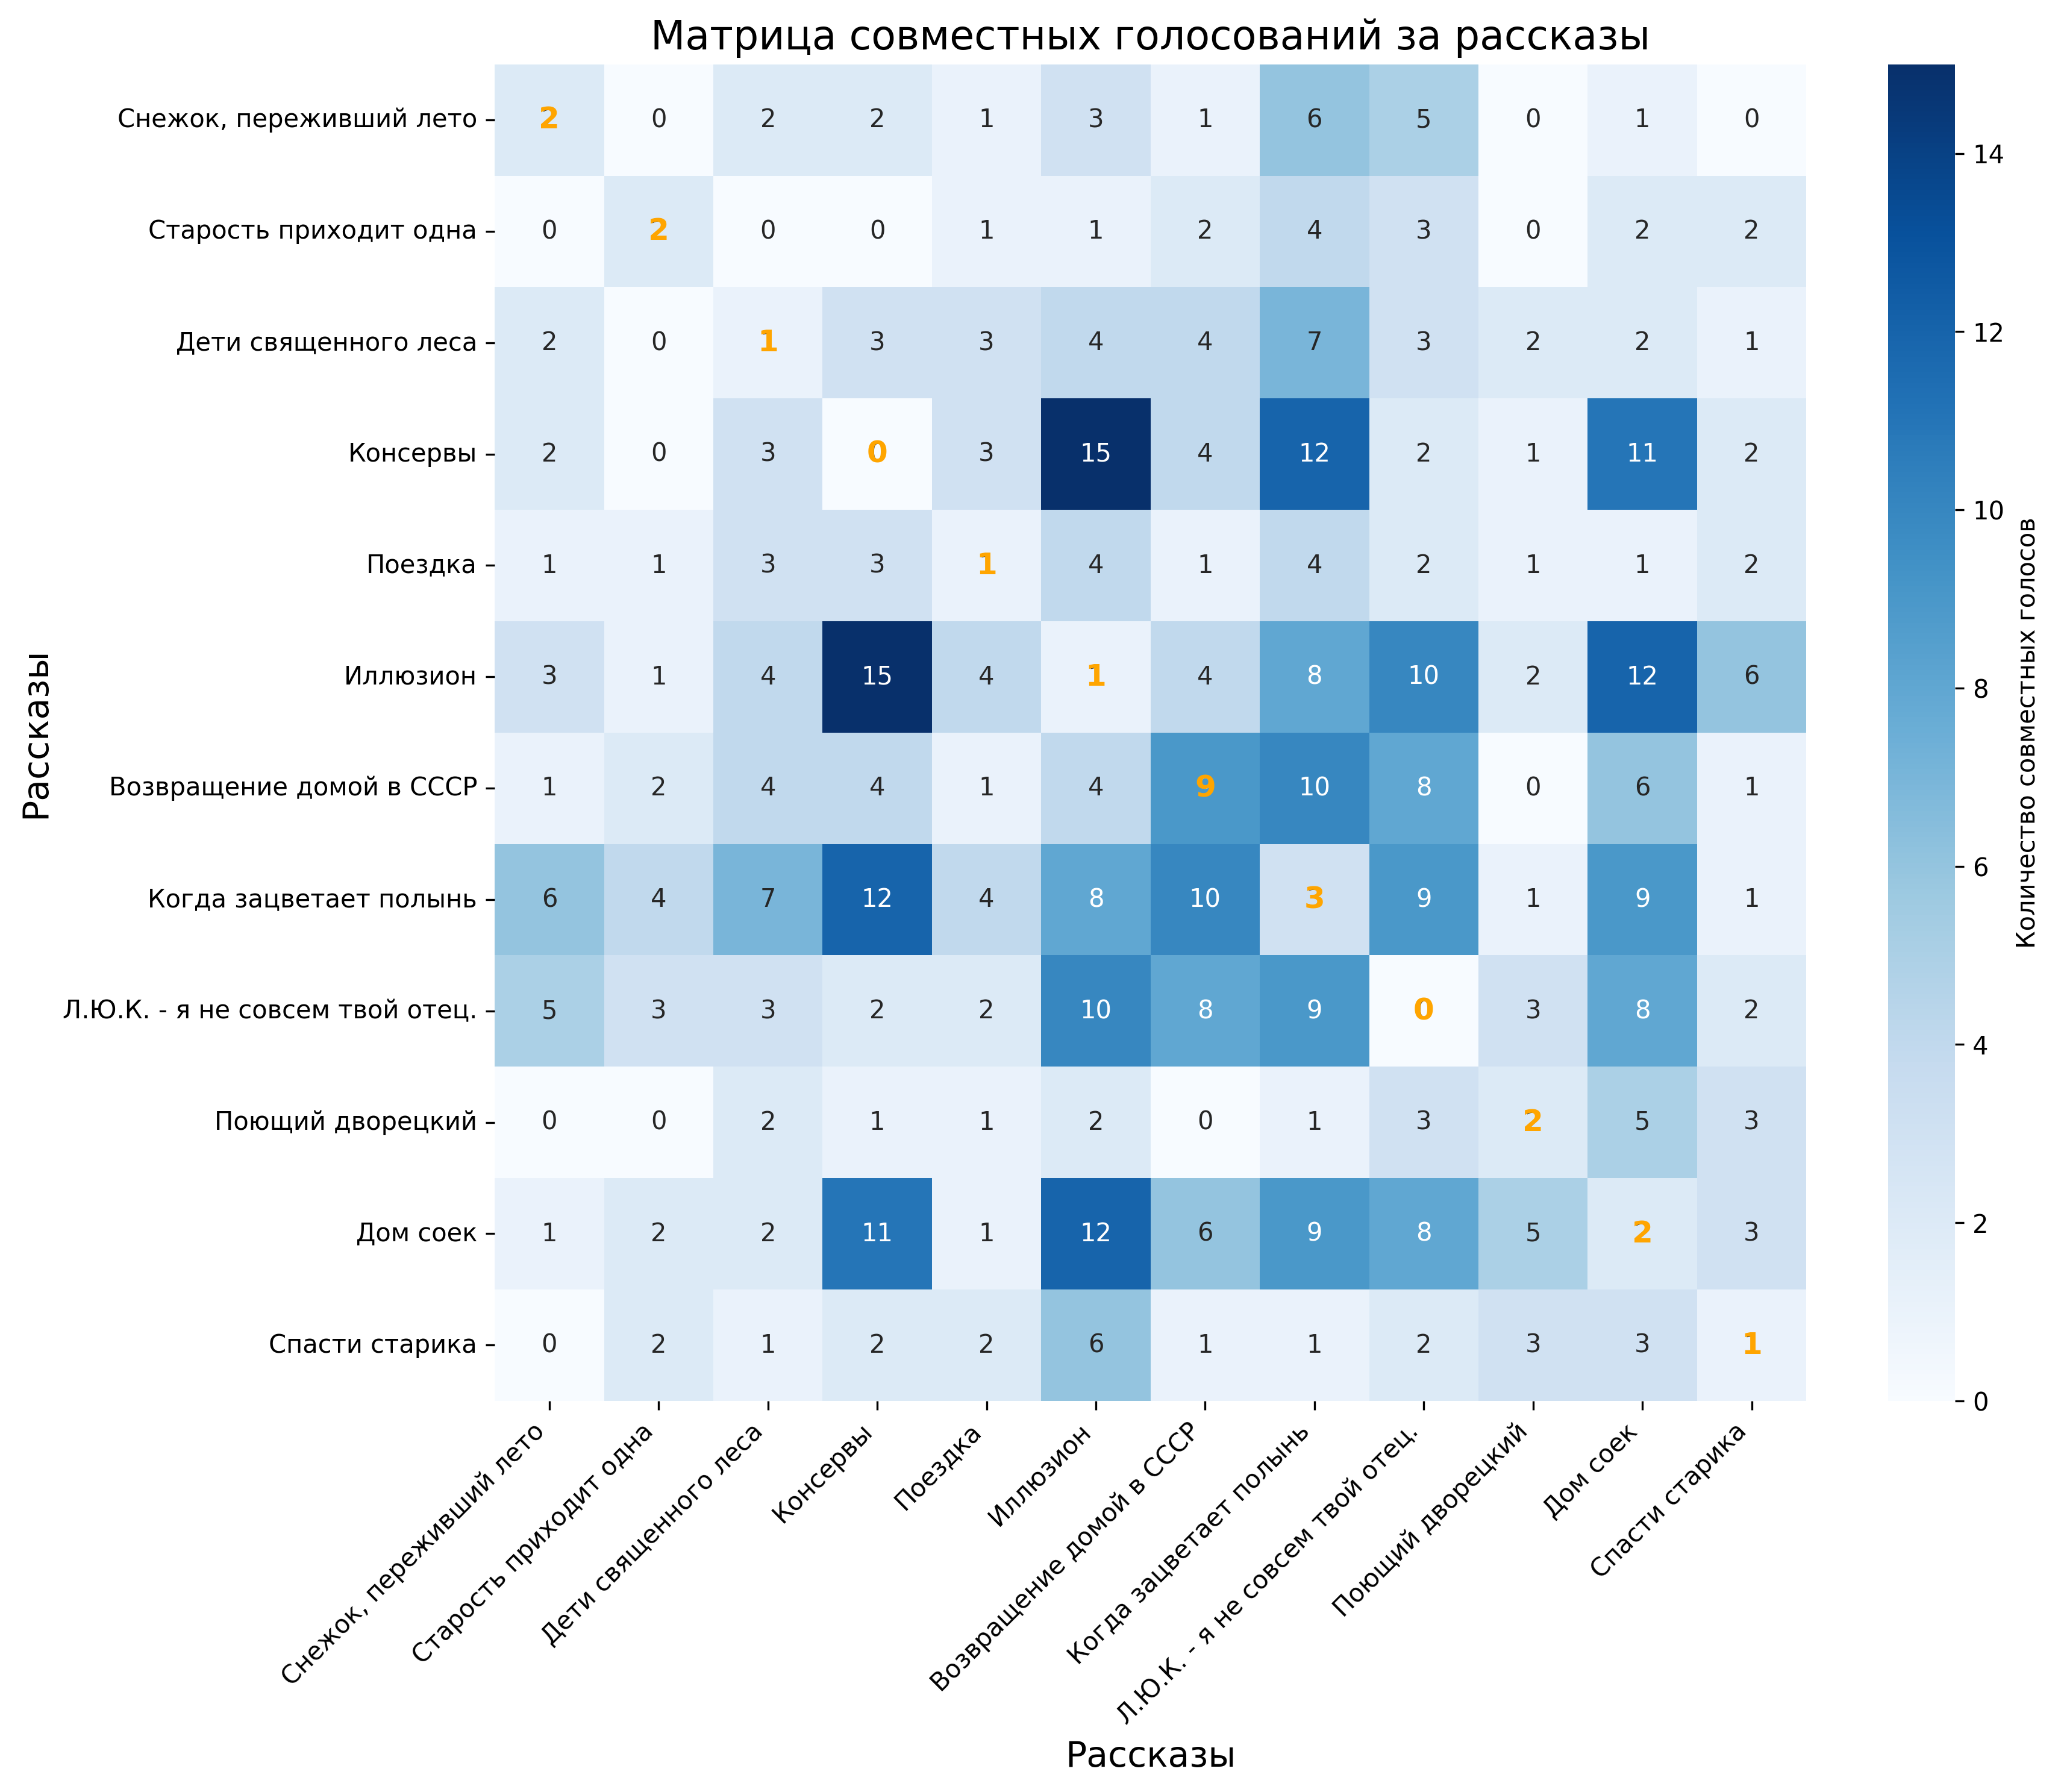 Матрица совместных голосований за рассказы
Снежок, переживший лето 2 0 2 2 1 3 1 6 5 0 1 0
Старость приходит одна 0 2 0 0 1 1 2 4 3 0 2 2
Дети священного леса 2 0 1 3 3 4 4 7 3 2 2 1
Консервы 2 0 3 0 3 15 4 12 2 1 11 2
Поездка 1 1 3 3 1 4 1 4 2 1 1 2
Иллюзион 3 1 4 15 4 1 4 8 10 2 12 6
Возвращение домой в СССР 1 2 4 4 1 4 9 10 8 0 6 1
Когда зацветает полынь 6 4 7 12 4 8 10 3 9 1 9 1
Л.Ю.К. - я не совсем твой отец. 5 3 3 2 2 10 8 9 0 3 8 2
Поющий дворецкий 0 0 2 1 1 2 0 1 3 2 5 3
Дом соек 1 2 2 11 1 12 6 9 8 5 2 3
Спасти старика 0 2 1 2 2 6 1 1 2 3 3 1
Рассказы
Снежок, переживший лето
Старость приходит одна
Дети священного леса
Консервы
Поездка
Иллюзион
Возвращение домой в СССР
Когда зацветает полынь
Л.Ю.К. - я не совсем твой отец.
Поющий дворецкий
Дом соек
Спасти старика
Рассказы
14
12
10
8
6
4
2
0
Количество совместных голосов